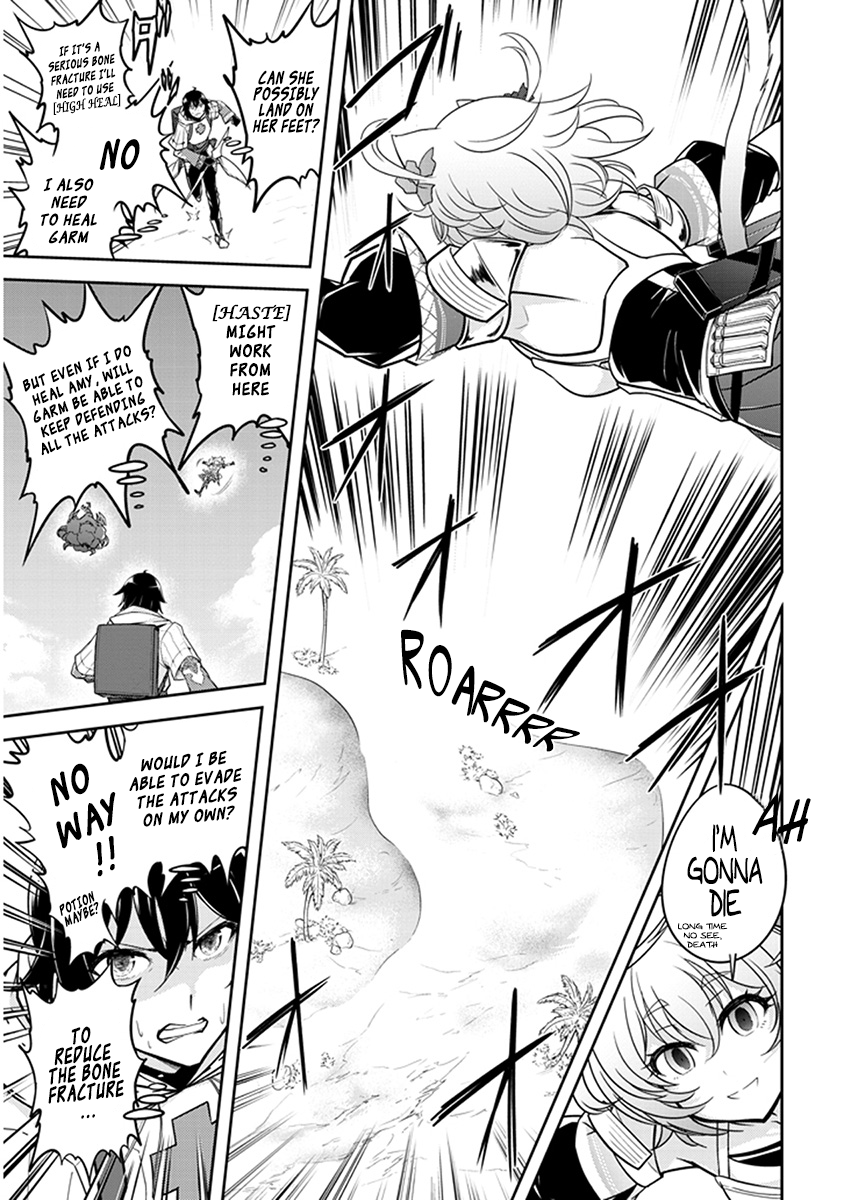 ROARRRR
AH
I'M
GONNA
DIE
LONG TIME
NO SEE,
DEATH
CAN SHE
POSSIBLY
LAND ON
HER FEET?
IF IT'S A
SERIOUS BONE
FRACTURE I'LL
NEED TO USE
[HIGH HEAL]
NO
I ALSO
NEED
TO HEAL
GARM
[HASTE]
MIGHT
WORK
FROM
HERE
BUT EVEN IF I DO
HEAL AMY, WILL
GARM BE ABLE TO
KEEP DEFENDING
ALL THE ATTACKS?
WOULD I BE
ABLE TO EVADE
THE ATTACKS
ON MY OWN?
NO
WAY
!!
POTION
MAYBE?
TO
REDUCE
THE BONE
FRACTURE
...